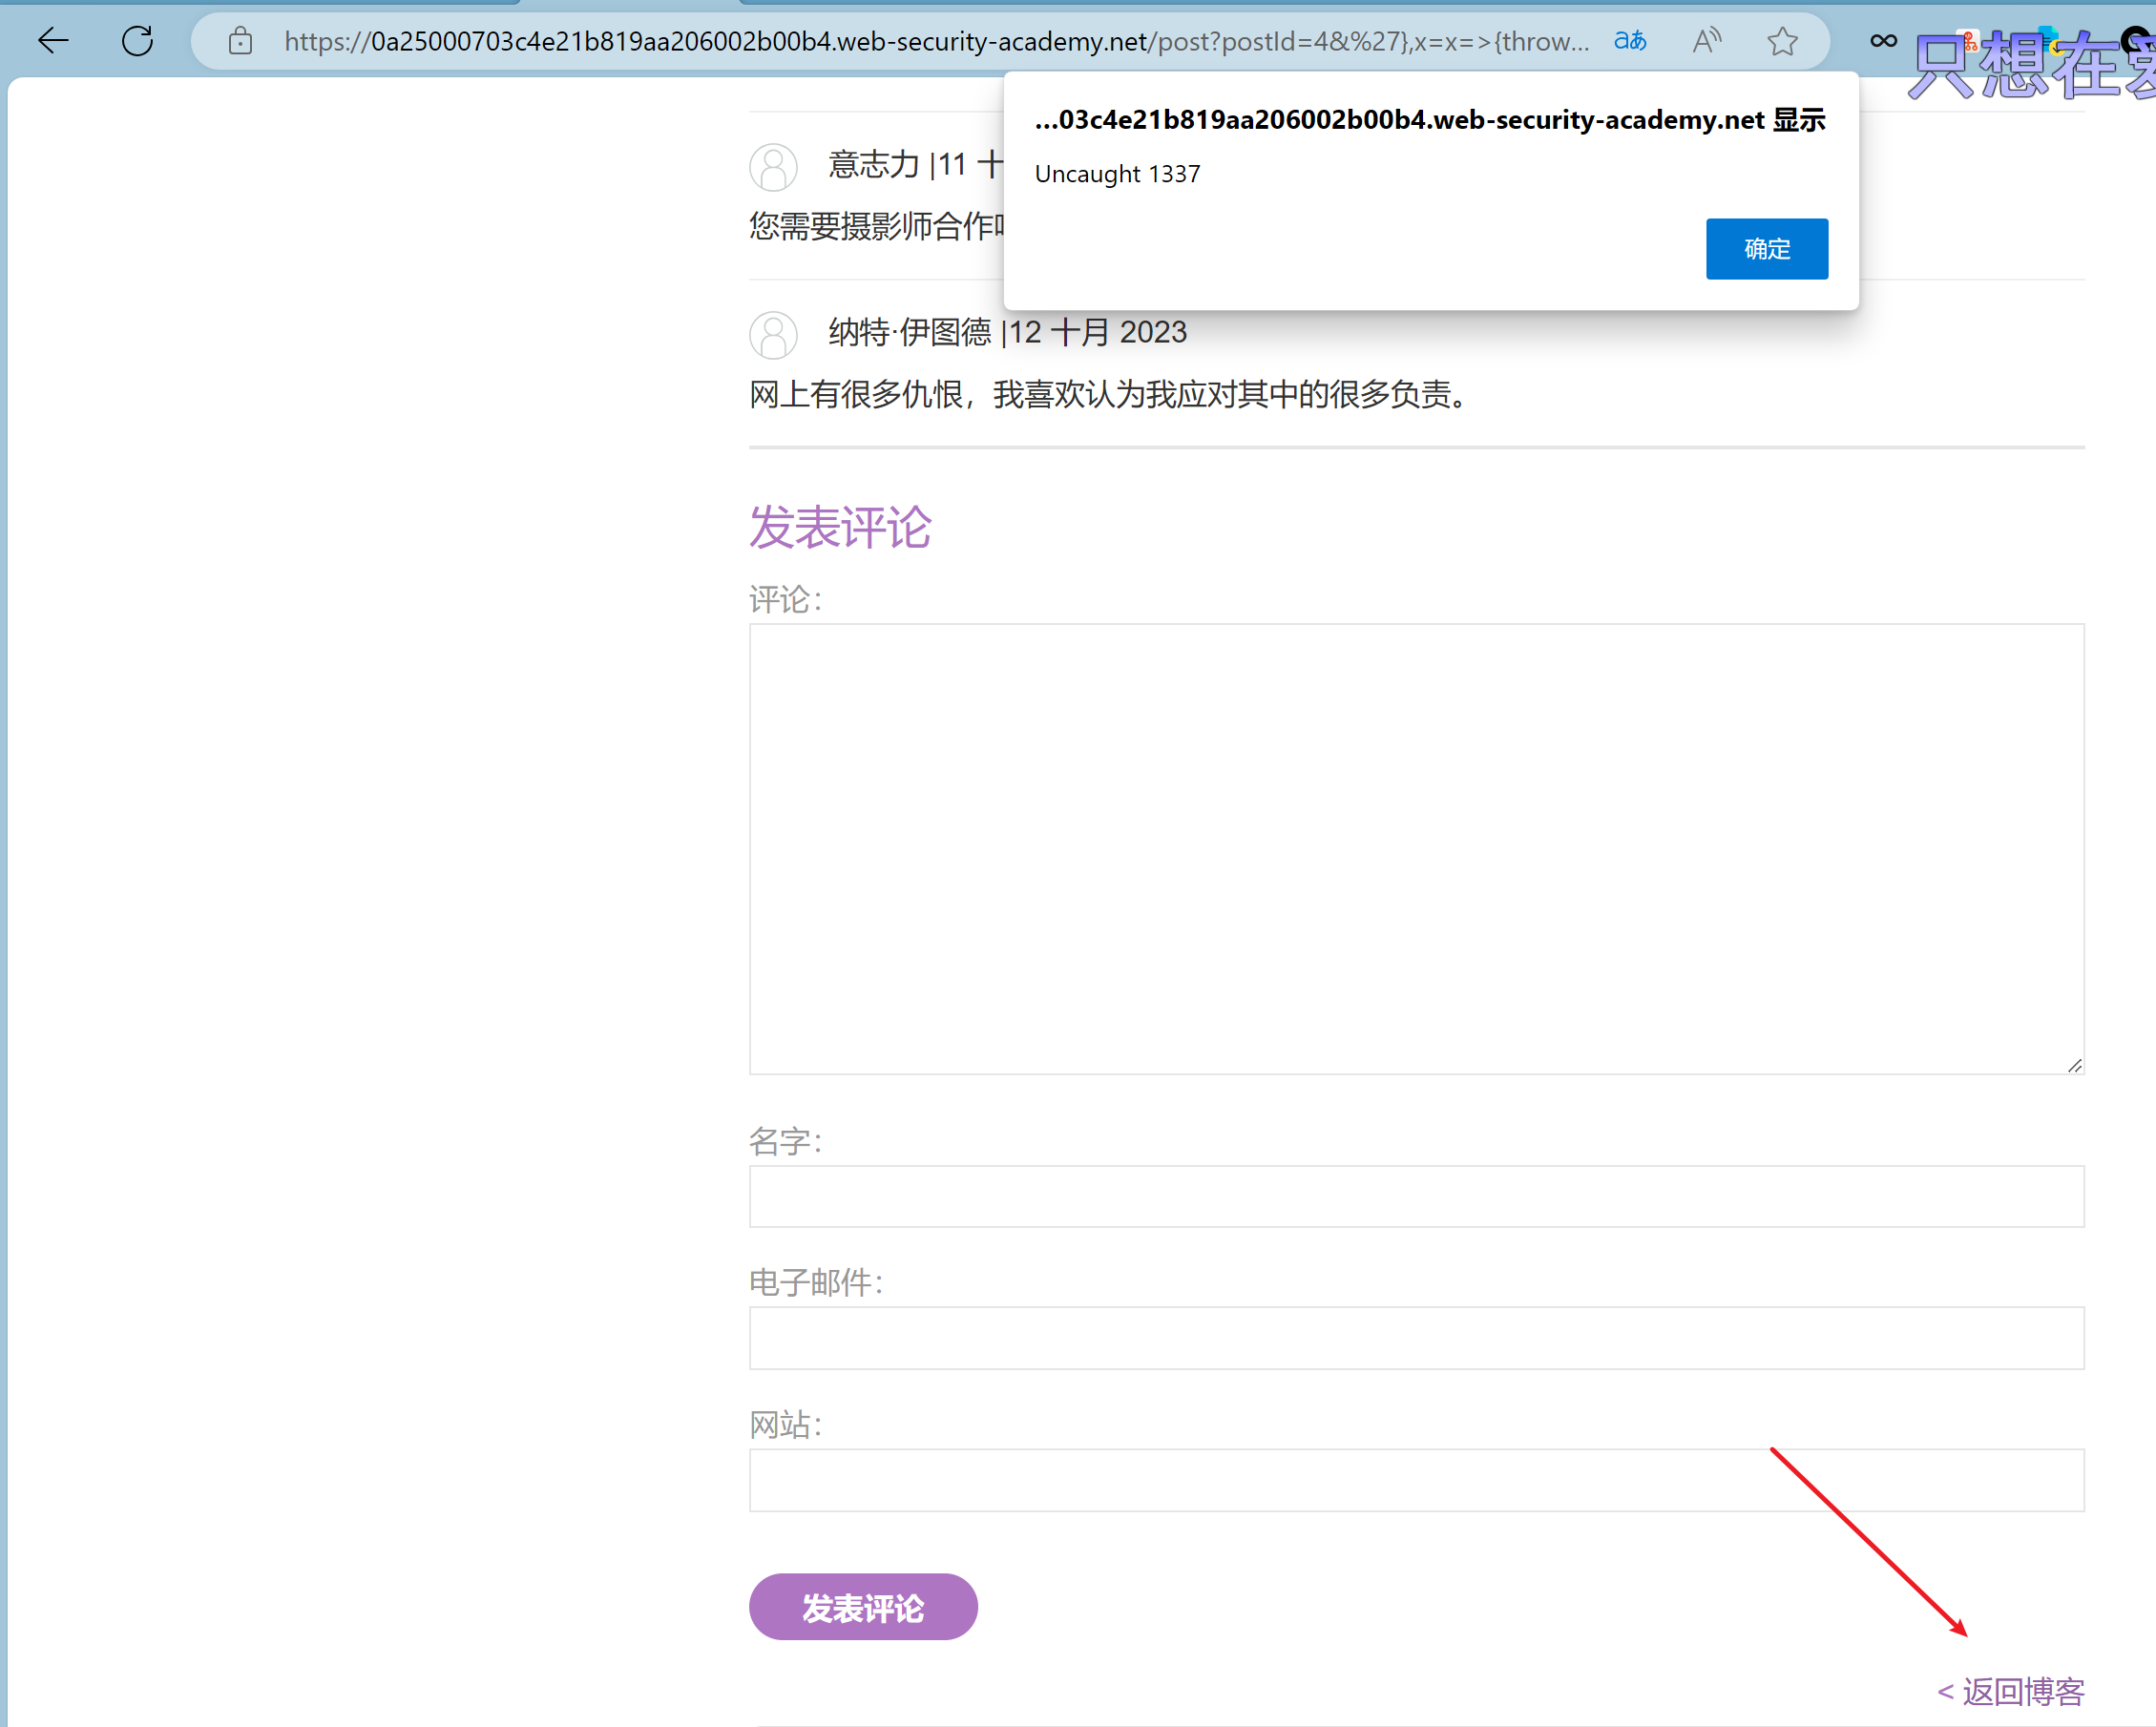 https://0a25000703c4e21b819aa206002b00b4.web-security-academy.net/post?postId=4&%27},x=x=>{throw...
只想在
...03c4e21b819aa206002b00b4.web-security-academy.net 显示
Uncaught 1337
确定
意志力 |11 十
您需要摄影师合作
纳特·伊图德 |12 十月 2023
网上有很多仇恨，我喜欢认为我应对其中的很多负责。
发表评论
评论：
名字：
电子邮件：
网站：
发表评论
< 返回博客